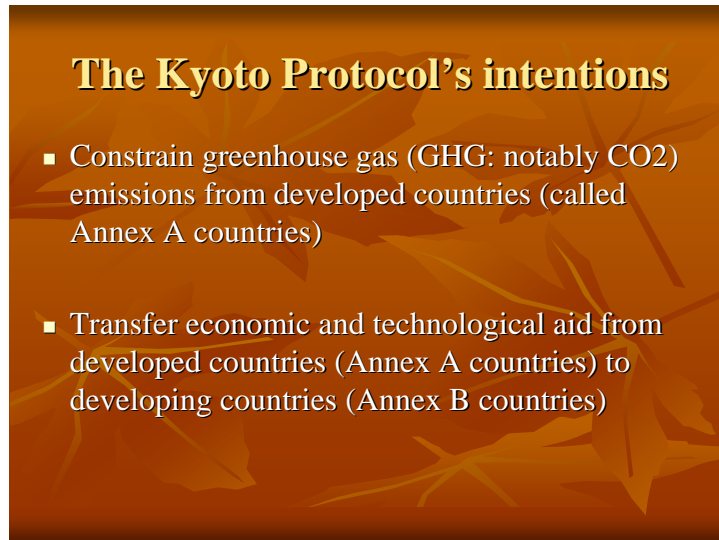 The Kyoto Protocol’s intentions
Constrain greenhouse gas (GHG: notably CO2)
emissions from developed countries (called
Annex A countries)
Transfer economic and technological aid from
developed countries (Annex A countries) to
developing countries (Annex B countries)